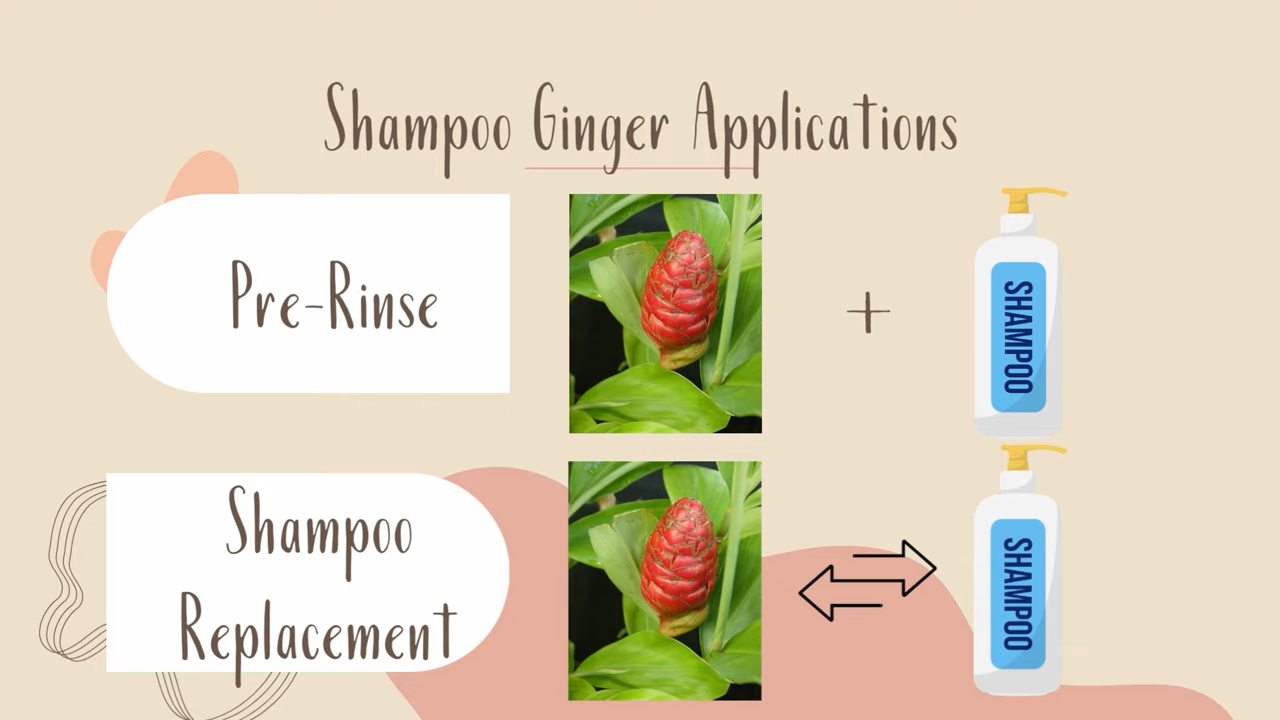 Shampoo Ginger Applications
Pre-Rinse
+
SHAMPOO
Shampoo
Replacement
SHAMPOO